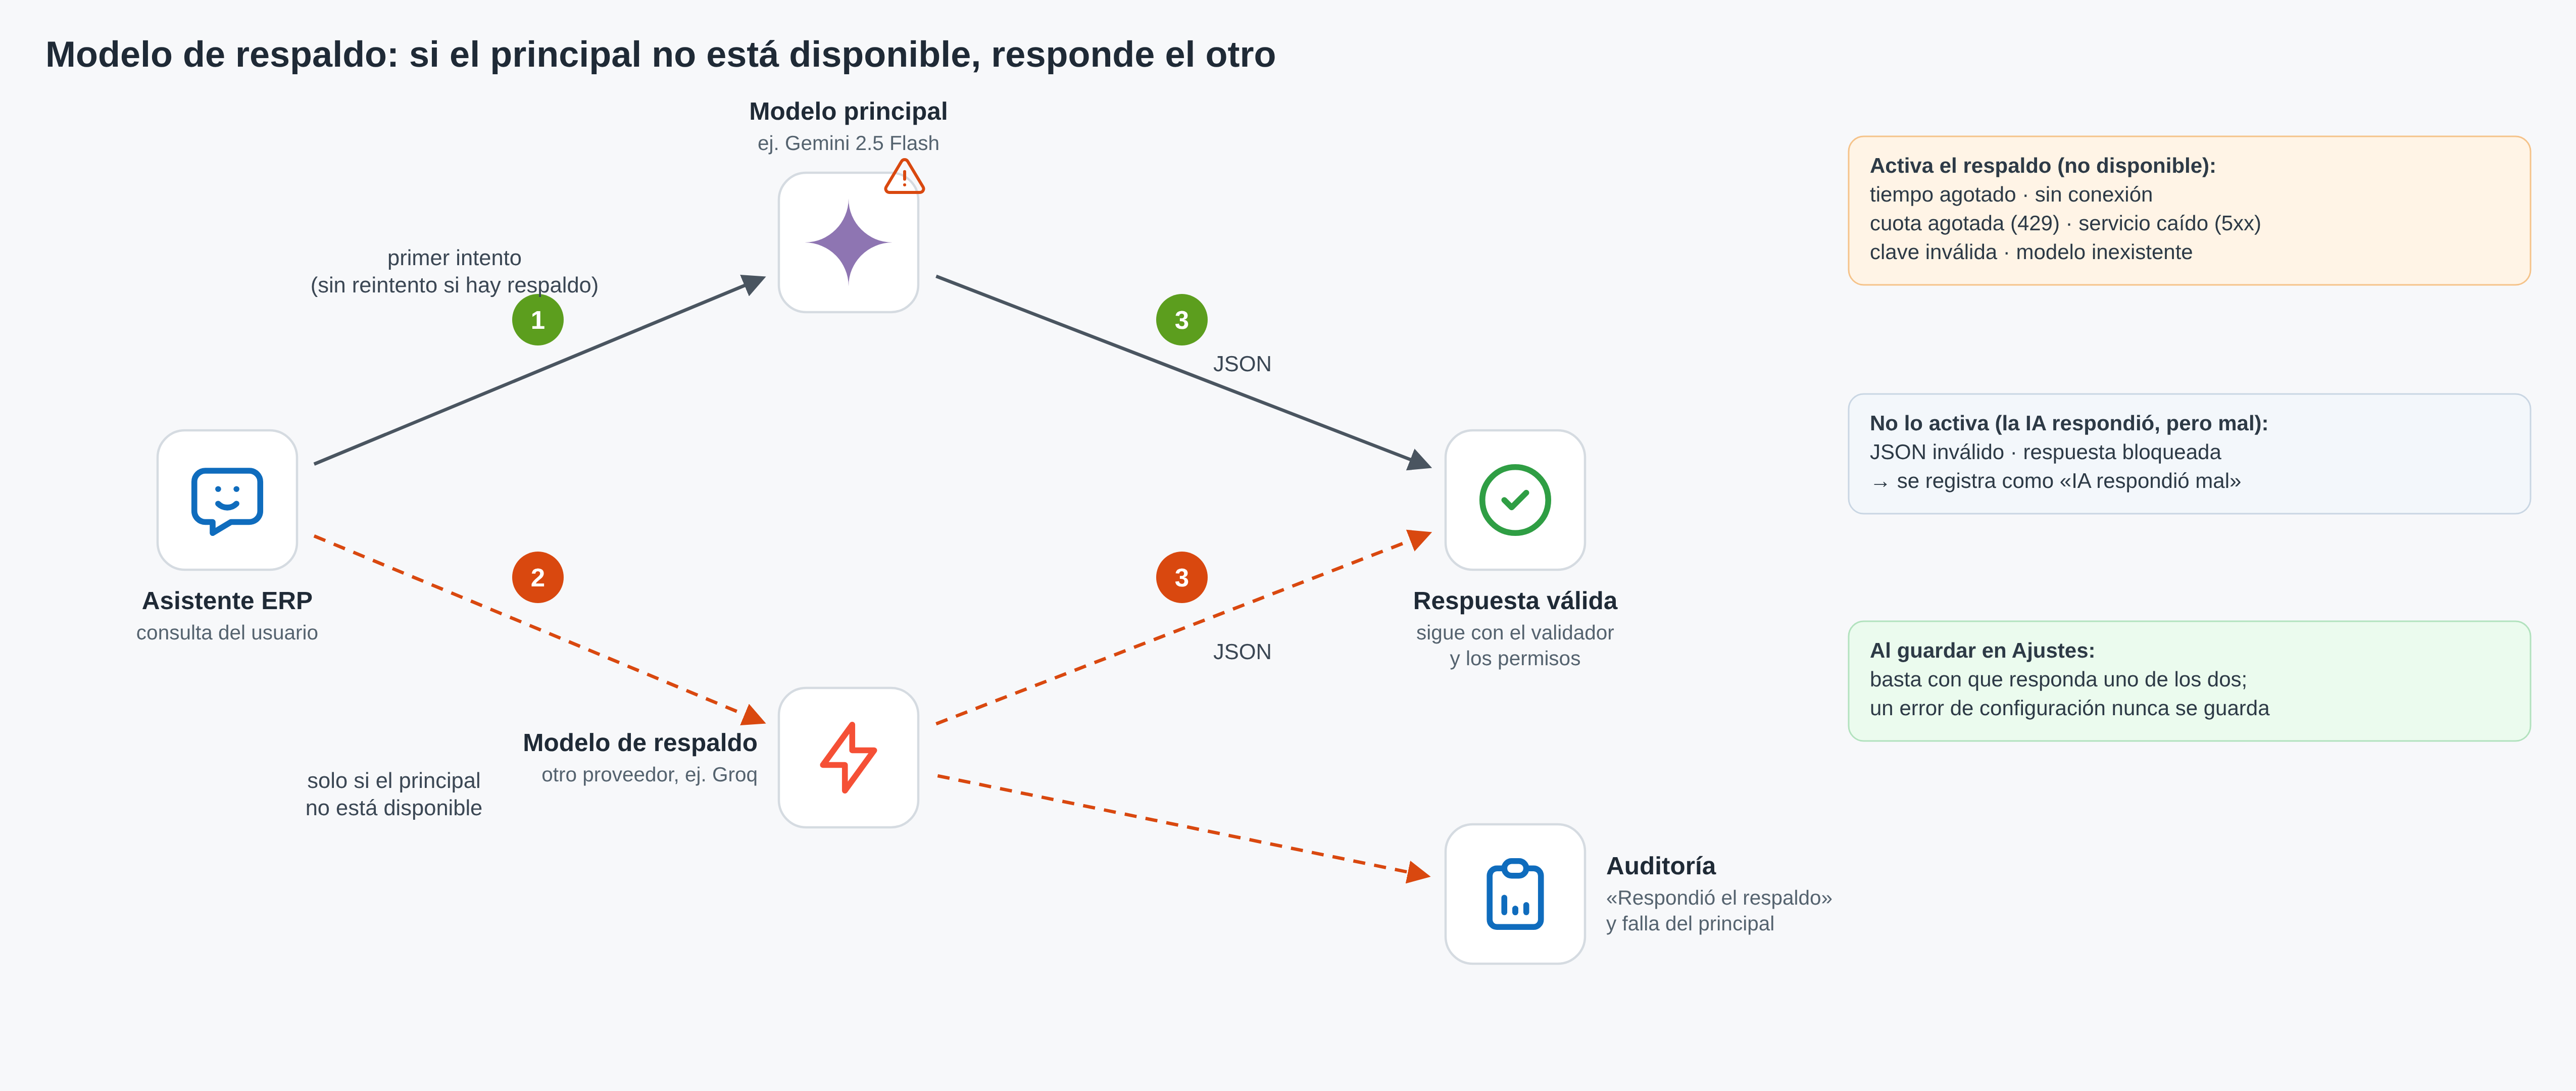 Modelo de respaldo: si el principal no está disponible, responde el otro
Modelo principal
ej. Gemini 2.5 Flash
primer intento
(sin reintento si hay respaldo)
1
3
JSON
Asistente ERP
consulta del usuario
2
3
JSON
Respuesta válida
sigue con el validador
y los permisos
Modelo de respaldo
otro proveedor, ej. Groq
solo si el principal
no está disponible
Auditoría
«Respondió el respaldo»
y falla del principal
Activa el respaldo (no disponible):
tiempo agotado · sin conexión
cuota agotada (429) · servicio caído (5xx)
clave inválida · modelo inexistente
No lo activa (la IA respondió, pero mal):
JSON inválido · respuesta bloqueada
→ se registra como «IA respondió mal»
Al guardar en Ajustes:
basta con que responda uno de los dos;
un error de configuración nunca se guarda